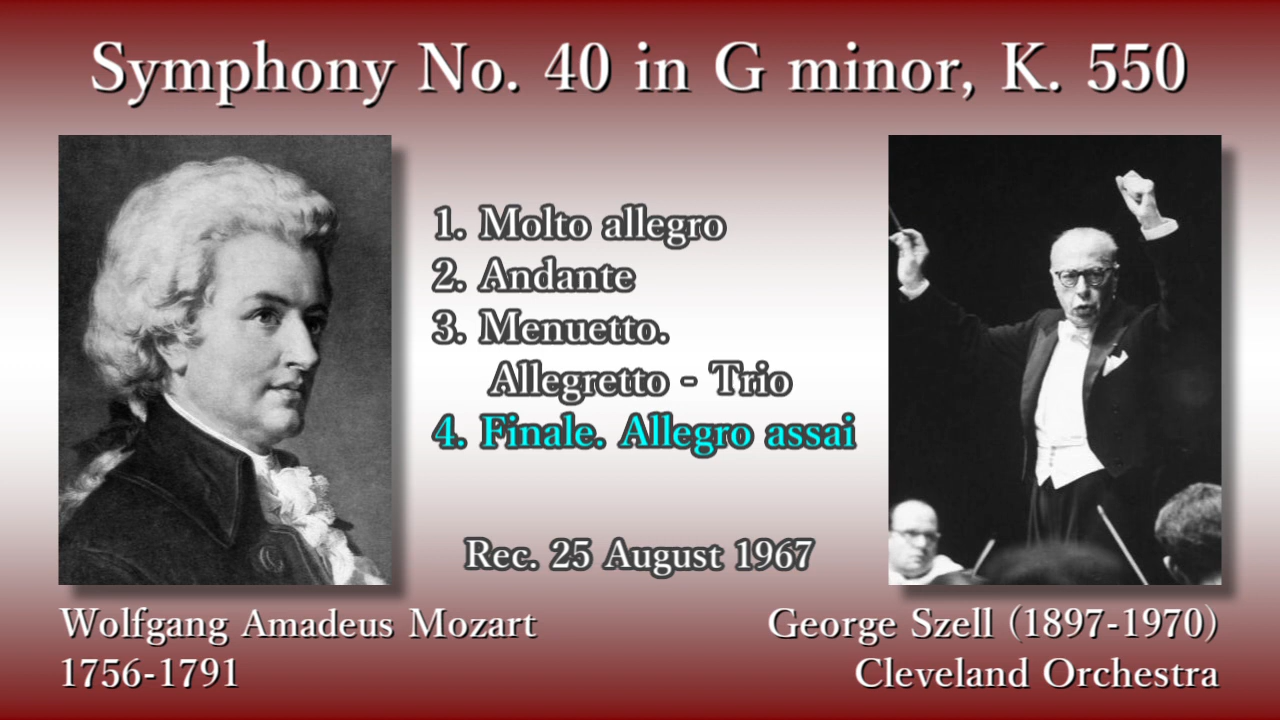 Symphony No. 40 in G minor, K. 550
1. Molto allegro
2. Andante
3. Menuetto.
Allegretto - Trio
4. Finale. Allegro assai
Rec. 25 August 1967
Wolfgang Amadeus Mozart
1756-1791
George Szell (1897-1970)
Cleveland Orchestra